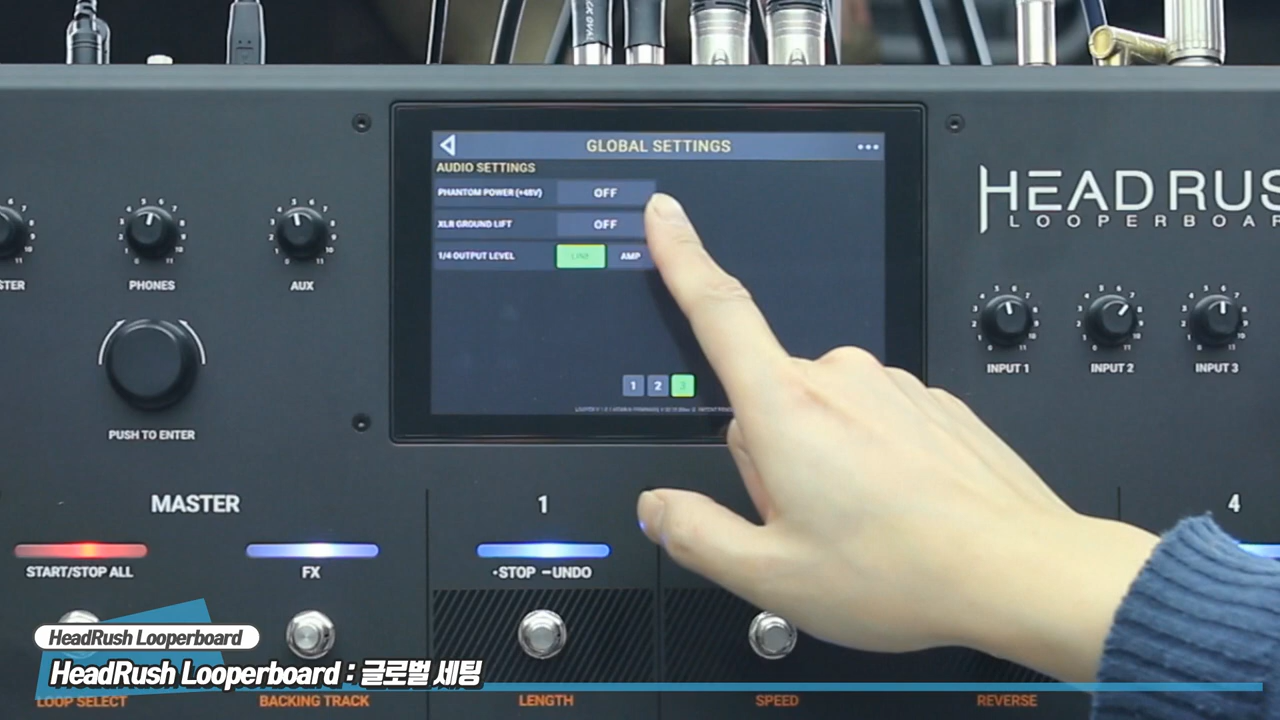 GLOBAL SETTINGS
AUDIO SETTINGS
PHANTOM POWER (+48V) OFF
XLR GROUND LIFT OFF
1/4 OUTPUT LEVEL LINE AMP
1 2 3
HEADRUS
LOOPERBOAR
STER
PHONES
AUX
PUSH TO ENTER
INPUT 1
INPUT 2
INPUT 3
MASTER
1
4
START/STOP ALL
FX
•STOP –UNDO
HeadRush Looperboard
HeadRush Looperboard : 글로벌 세팅
LOOP SELECT
BACKING TRACK
LENGTH
SPEED
REVERSE